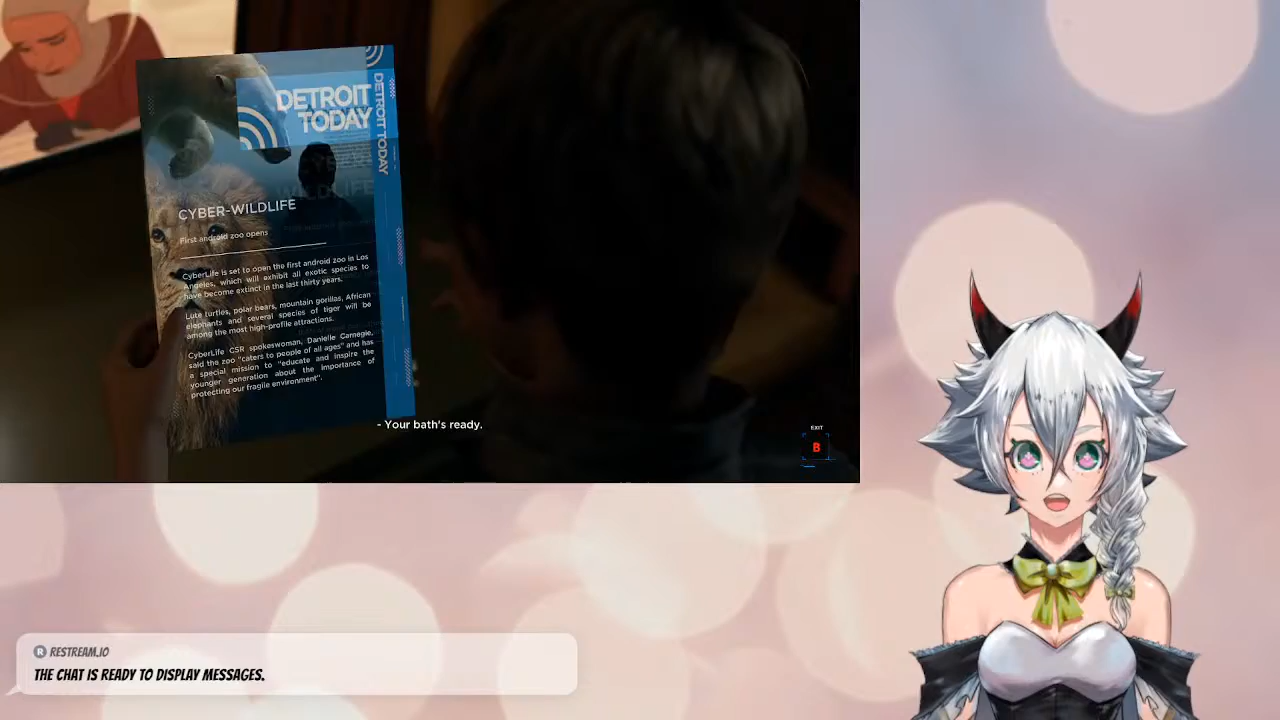 DETROIT
TODAY
DETROIT TODAY
CYBER-WILDLIFE
First android zoo opens
CyberLife is set to open the first android zoo in Los
Angeles, which will exhibit all exotic species to
have become extinct in the last thirty years.
Lute turtles, polar bears, mountain gorillas, African
elephants and several species of tiger will be
among the most high-profile attractions.
CyberLife CSR spokeswoman, Danielle Carnegie,
said the zoo "caters to people of all ages" and has
a special mission to "educate and inspire the
younger generation about the importance of
protecting our fragile environment".
- Your bath's ready.
EXIT
B
R RESTREAM.IO
THE CHAT IS READY TO DISPLAY MESSAGES.